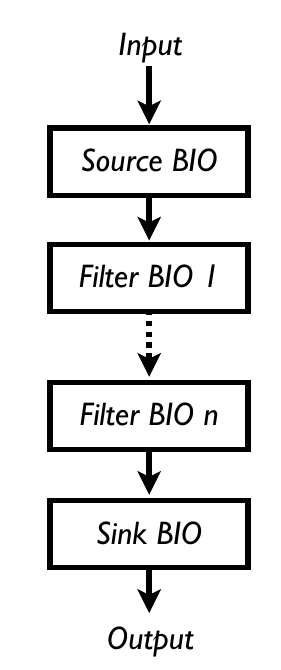 Input
Source BIO
Filter BIO 1
Filter BIO n
Sink BIO
Output